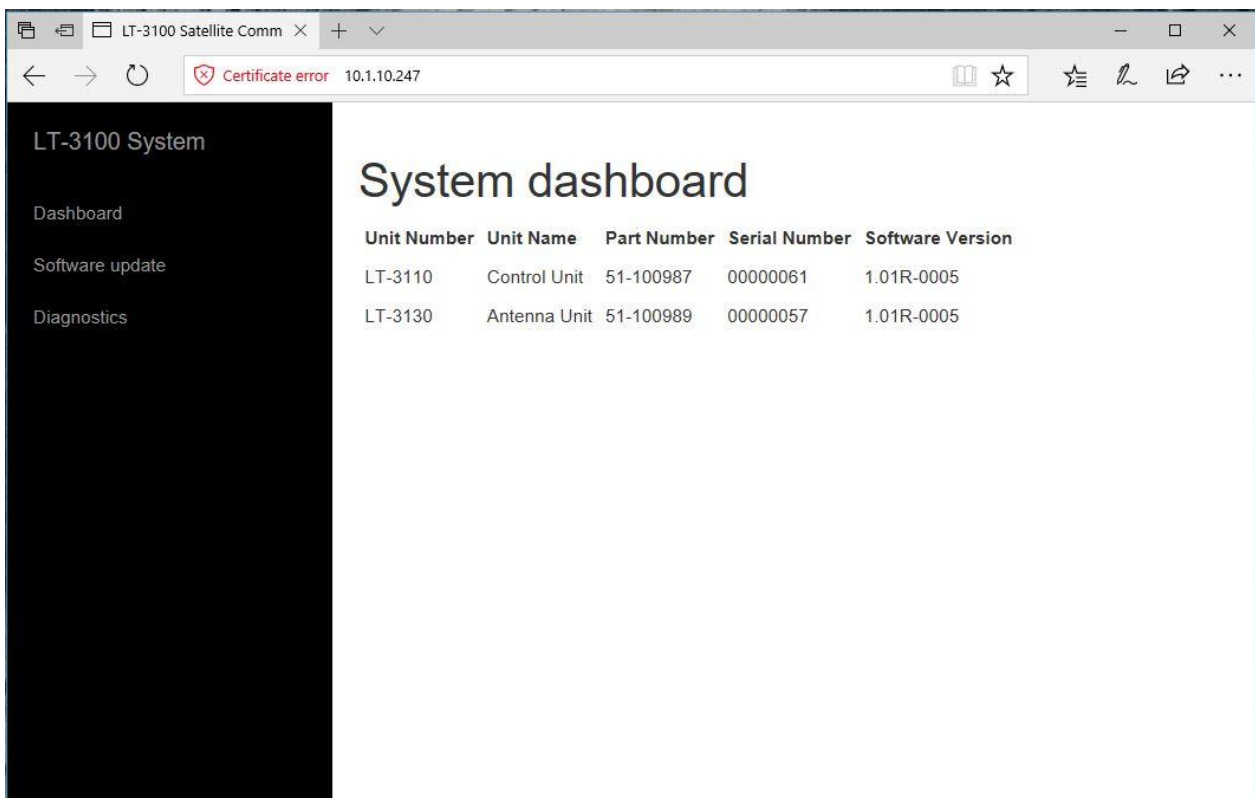 LT-3100 Satellite Comm
Certificate error 10.1.10.247
LT-3100 System
Dashboard
Software update
Diagnostics
System dashboard
Unit Number Unit Name Part Number Serial Number Software Version
LT-3110 Control Unit 51-100987 00000061 1.01R-0005
LT-3130 Antenna Unit 51-100989 00000057 1.01R-0005